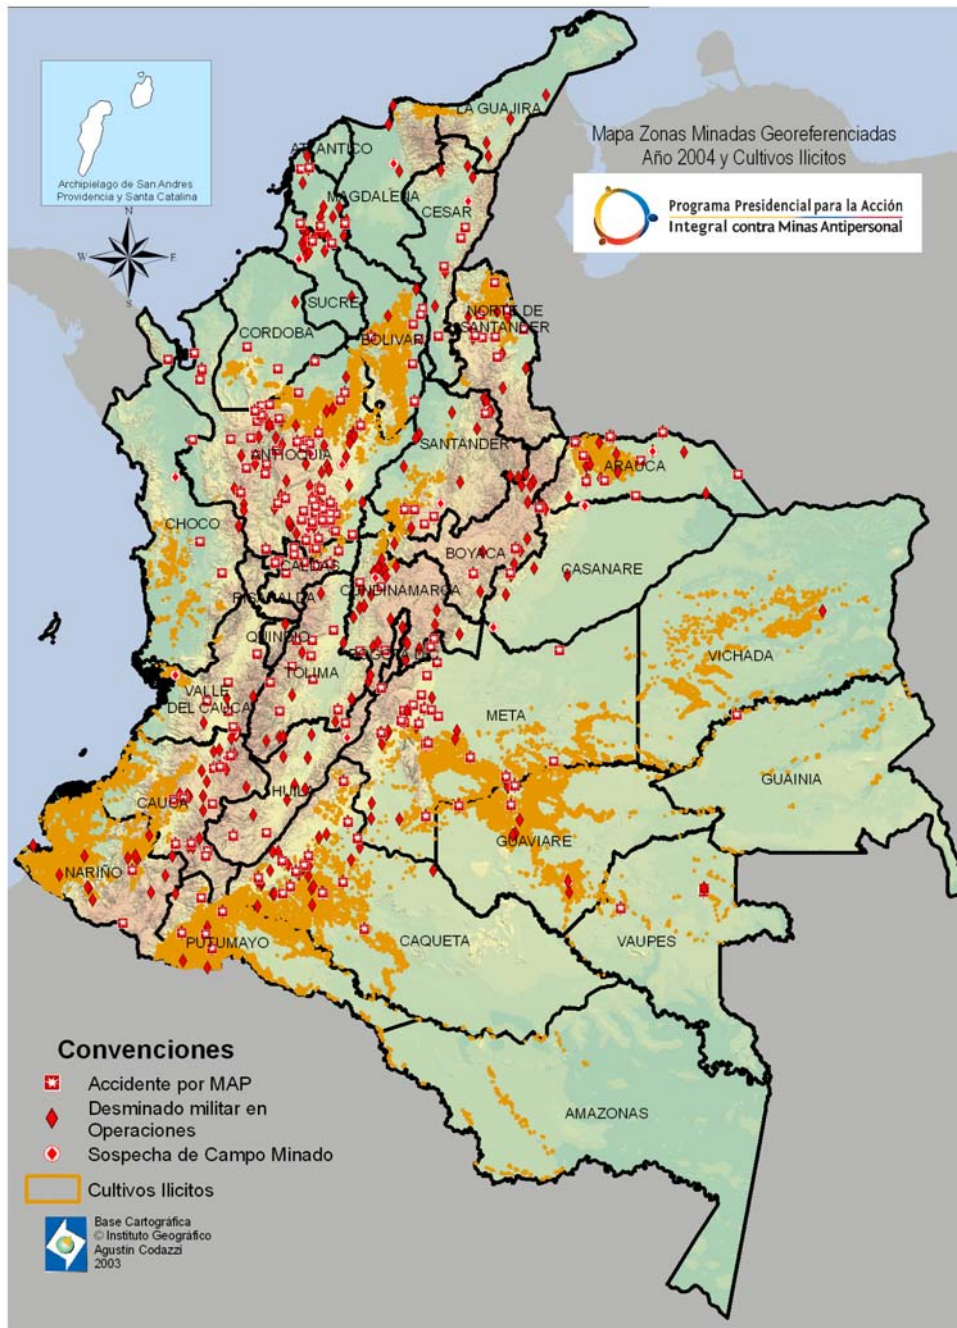 Archipielago de San Andres
Providencia y Santa Catalina
N
W
E
S
Mapa Zonas Minadas Georeferenciadas
Año 2004 y Cultivos Ilicitos
Programa Presidencial para la Acción
Integral contra Minas Antipersonal
LA GUAJIRA
ATLANTICO
MAGDALENA
CESAR
SUCRE
NORTE DE
SANTANDER
CORDOBA
BOLIVAR
SANTANDER
ANTIOQUIA
ARAUCA
CHOCO
BOYACA
CALDAS
CASANARE
CONDINAMARCA
RISARALDA
QUINDIO
BOGOTA D.C
VICHADA
TOLIMA
VALLE
DEL CAUCA
META
GUAINIA
HUILA
CAUCA
GUAVIARE
NARIÑO
PUTUMAYO
CAQUETA
VAUPES
AMAZONAS
Convenciones
Accidente por MAP
Desminado militar en
Operaciones
Sospecha de Campo Minado
Cultivos Ilicitos
Base Cartográfica
© Instituto Geográfico
Agustin Codazzi
2003